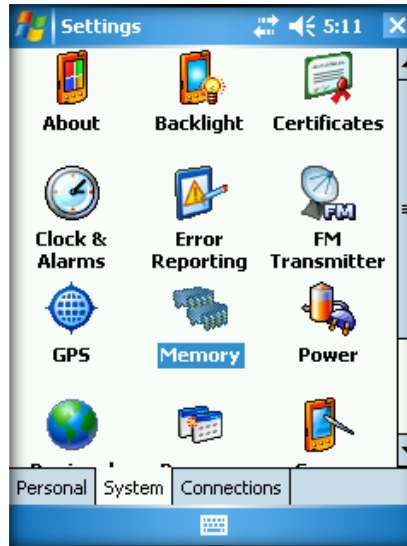 Settings 5:11
About Backlight Certificates
Clock & Error FM
Alarms Reporting Transmitter
FM
GPS Memory Power
Personal System Connections